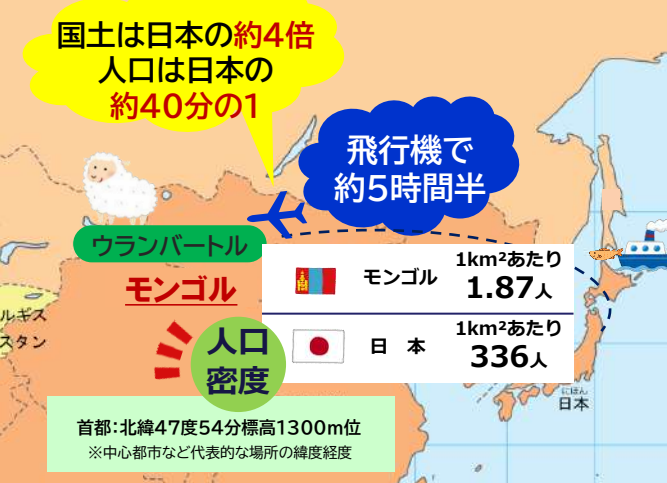 国土は日本の約4倍
人口は日本の
約40分の1
飛行機で
約5時間半
ウランバートル
モンゴル
モンゴル
1km²あたり
1.87人
日 本
1km²あたり
336人
人口
密度
ルギス
スタン
にほん
日本
首都:北緯47度54分標高1300m位
※中心都市など代表的な場所の緯度経度